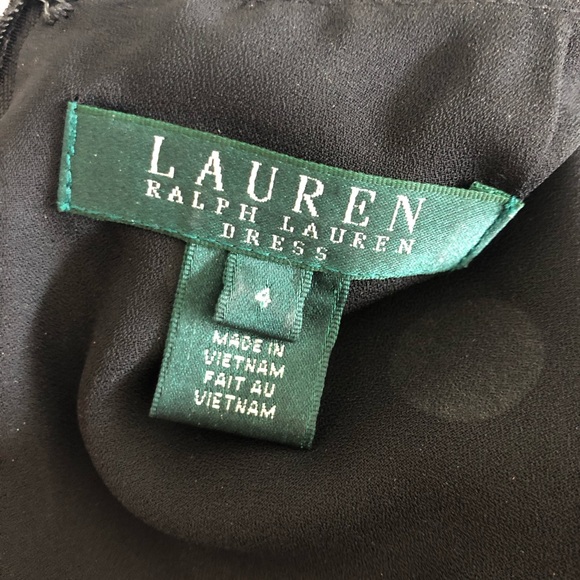 LAUREN
RALPH LAUREN
DRESS
4
MADE IN
VIETNAM
FAIT AU
VIETNAM